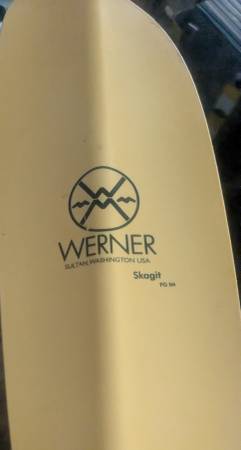 WERNER
SULTAN, WASHINGTON USA
Skagit